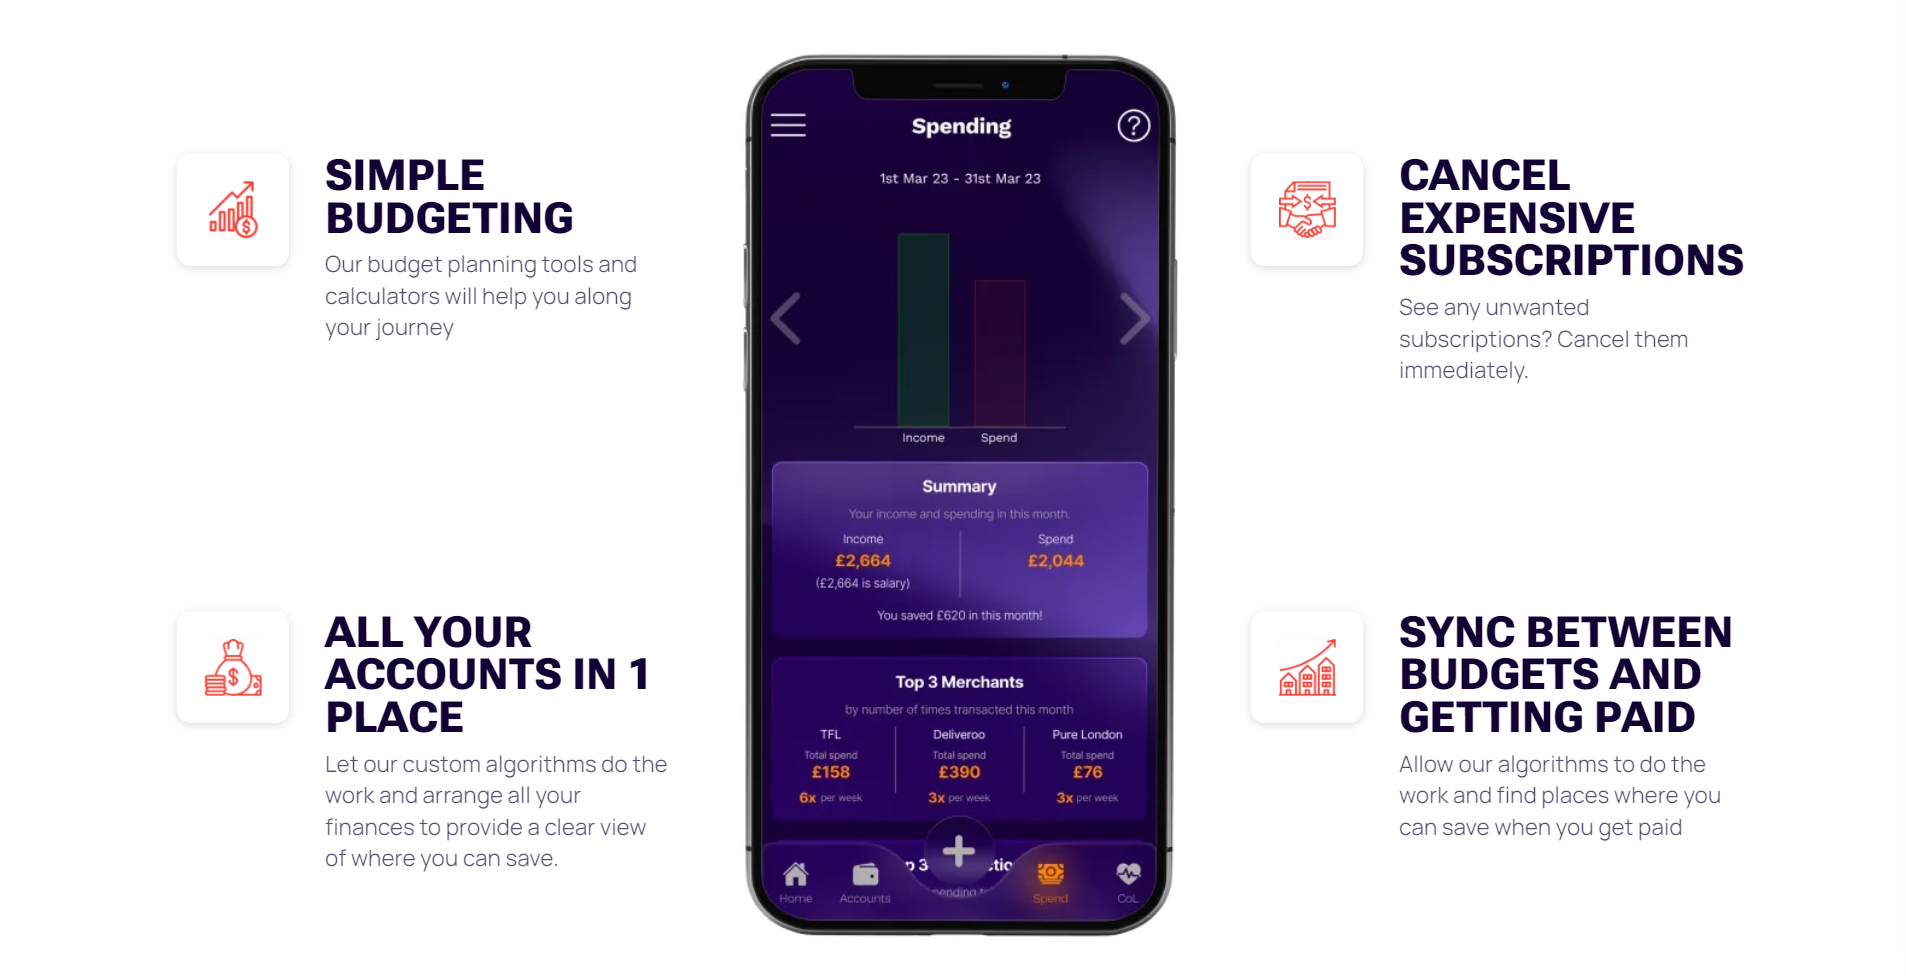 SIMPLE
BUDGETING
Our budget planning tools and
calculators will help you along
your journey
ALL YOUR
ACCOUNTS IN 1
PLACE
Let our custom algorithms do the
work and arrange all your
finances to provide a clear view
of where you can save.
Spending
1st Mar 23 - 31st Mar 23
Income Spend
Summary
Your income and spending in this month.
Income Spend
£2,664 £2,044
(£2,664 is salary)
You saved £620 in this month!
Top 3 Merchants
by number of times transacted this month
TFL Deliveroo Pure London
Total spend Total spend Total spend
£158 £390 £76
6x per week 3x per week 3x per week
Home Accounts Spend CoL
CANCEL
EXPENSIVE
SUBSCRIPTIONS
See any unwanted
subscriptions? Cancel them
immediately.
SYNC BETWEEN
BUDGETS AND
GETTING PAID
Allow our algorithms to do the
work and find places where you
can save when you get paid